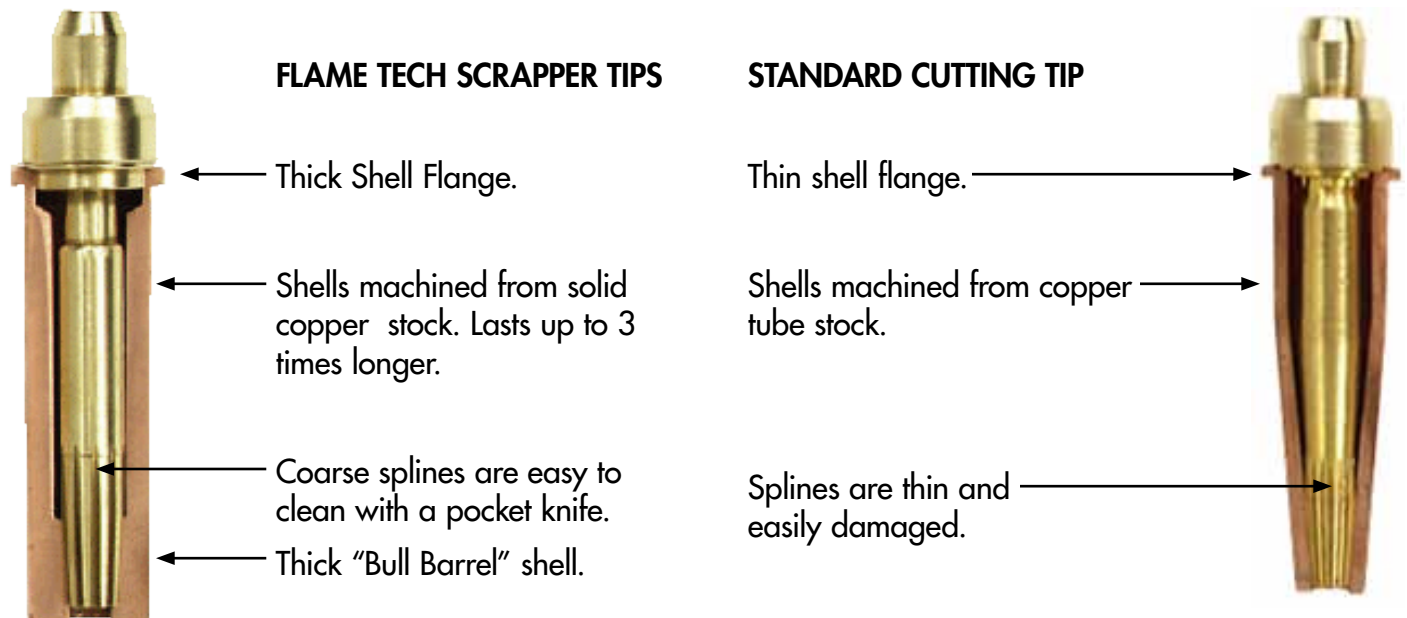 FLAME TECH SCRAPPER TIPS
Thick Shell Flange.
Shells machined from solid
copper stock. Lasts up to 3
times longer.
Coarse splines are easy to
clean with a pocket knife.
Thick “Bull Barrel” shell.
STANDARD CUTTING TIP
Thin shell flange.
Shells machined from copper
tube stock.
Splines are thin and
easily damaged.